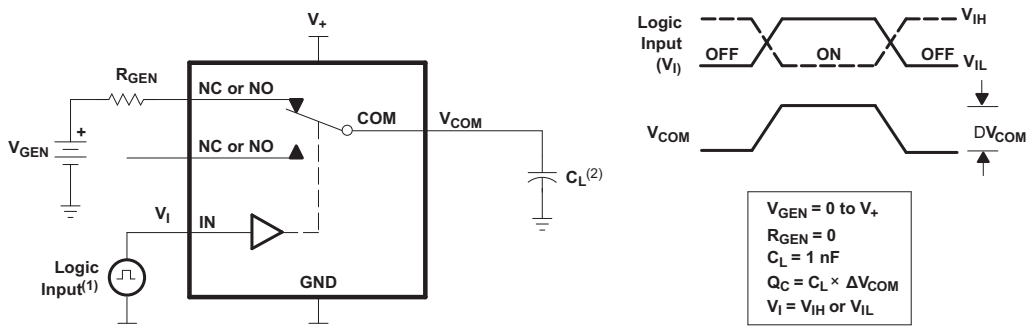 V+
RGEN
NC or NO
COM
VCOM
VGEN
+
NC or NO
CL(2)
VI
IN
Logic
Input(1)
GND
Logic
Input
(VI)
OFF
ON
OFF
VIH
VIL
VCOM
DVCOM
VGEN = 0 to V+
RGEN = 0
CL = 1 nF
QC = CL × ΔVCOM
VI = VIH or VIL